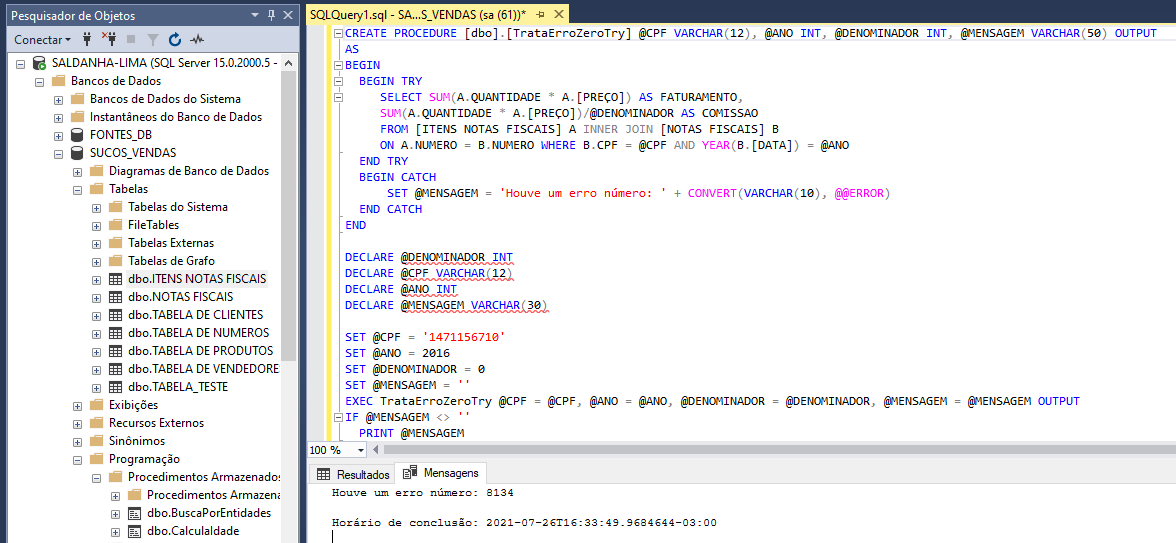 Pesquisador de Objetos
Conectar
SALDANHA-LIMA (SQL Server 15.0.2000.5 -
Bancos de Dados
Bancos de Dados do Sistema
Instantâneos do Banco de Dados
FONTES_DB
SUCOS_VENDAS
Diagramas de Banco de Dados
Tabelas
Tabelas do Sistema
FileTables
Tabelas Externas
Tabelas de Grafo
dbo.ITENS NOTAS FISCAIS
dbo.NOTAS FISCAIS
dbo.TABELA DE CLIENTES
dbo.TABELA DE NUMEROS
dbo.TABELA DE PRODUTOS
dbo.TABELA DE VENDEDORE
dbo.TABELA_TESTE
Exibições
Recursos Externos
Sinônimos
Programação
Procedimentos Armazenados
Procedimentos Armazena
dbo.BuscaPorEntidades
dbo.CalculaIdade
SQLQuery1.sql - SA...S_VENDAS (sa (61))*
CREATE PROCEDURE [dbo].[TrataErroZeroTry] @CPF VARCHAR(12), @ANO INT, @DENOMINADOR INT, @MENSAGEM VARCHAR(50) OUTPUT
AS
BEGIN
BEGIN TRY
SELECT SUM(A.QUANTIDADE * A.[PREÇO]) AS FATURAMENTO,
SUM(A.QUANTIDADE * A.[PREÇO])/@DENOMINADOR AS COMISSAO
FROM [ITENS NOTAS FISCAIS] A INNER JOIN [NOTAS FISCAIS] B
ON A.NUMERO = B.NUMERO WHERE B.CPF = @CPF AND YEAR(B.[DATA]) = @ANO
END TRY
BEGIN CATCH
SET @MENSAGEM = 'Houve um erro número: ' + CONVERT(VARCHAR(10), @@ERROR)
END CATCH
END
DECLARE @DENOMINADOR INT
DECLARE @CPF VARCHAR(12)
DECLARE @ANO INT
DECLARE @MENSAGEM VARCHAR(30)
SET @CPF = '1471156710'
SET @ANO = 2016
SET @DENOMINADOR = 0
SET @MENSAGEM = ''
EXEC TrataErroZeroTry @CPF = @CPF, @ANO = @ANO, @DENOMINADOR = @DENOMINADOR, @MENSAGEM = @MENSAGEM OUTPUT
IF @MENSAGEM <> ''
PRINT @MENSAGEM
100 %
Resultados
Mensagens
Houve um erro número: 8134
Horário de conclusão: 2021-07-26T16:33:49.9684644-03:00